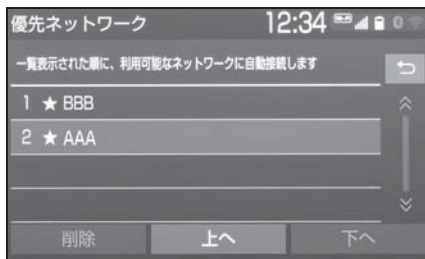 優先ネットワーク 12:34 0
一覧表示された順に、利用可能なネットワークに自動接続します
1 ★ BBB
2 ★ AAA
削除 上へ 下へ